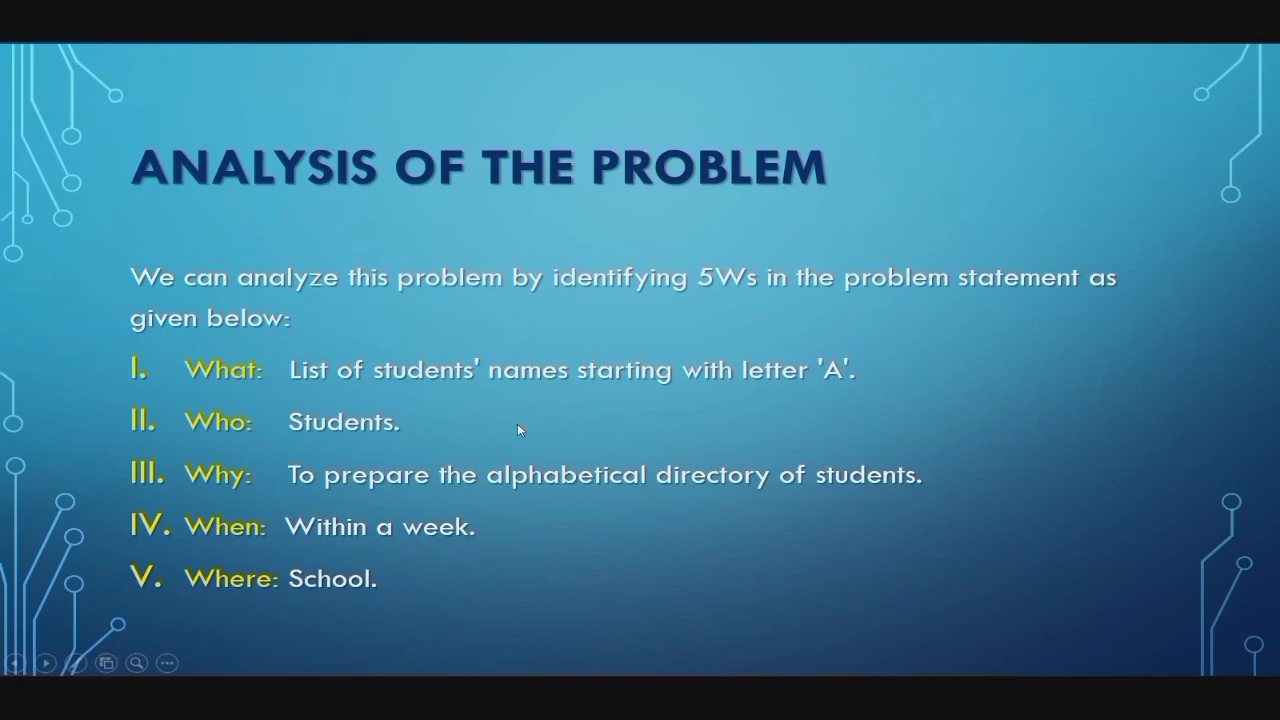 ANALYSIS OF THE PROBLEM
We can analyze this problem by identifying 5Ws in the problem statement as
given below:
I. What: List of students' names starting with letter 'A'.
II. Who: Students.
III. Why: To prepare the alphabetical directory of students.
IV. When: Within a week.
V. Where: School.